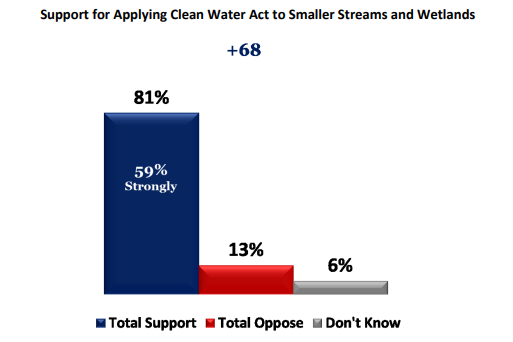 Support for Applying Clean Water Act to Smaller Streams and Wetlands
+68
81%
59%
Strongly
13%
6%
Total Support Total Oppose Don't Know